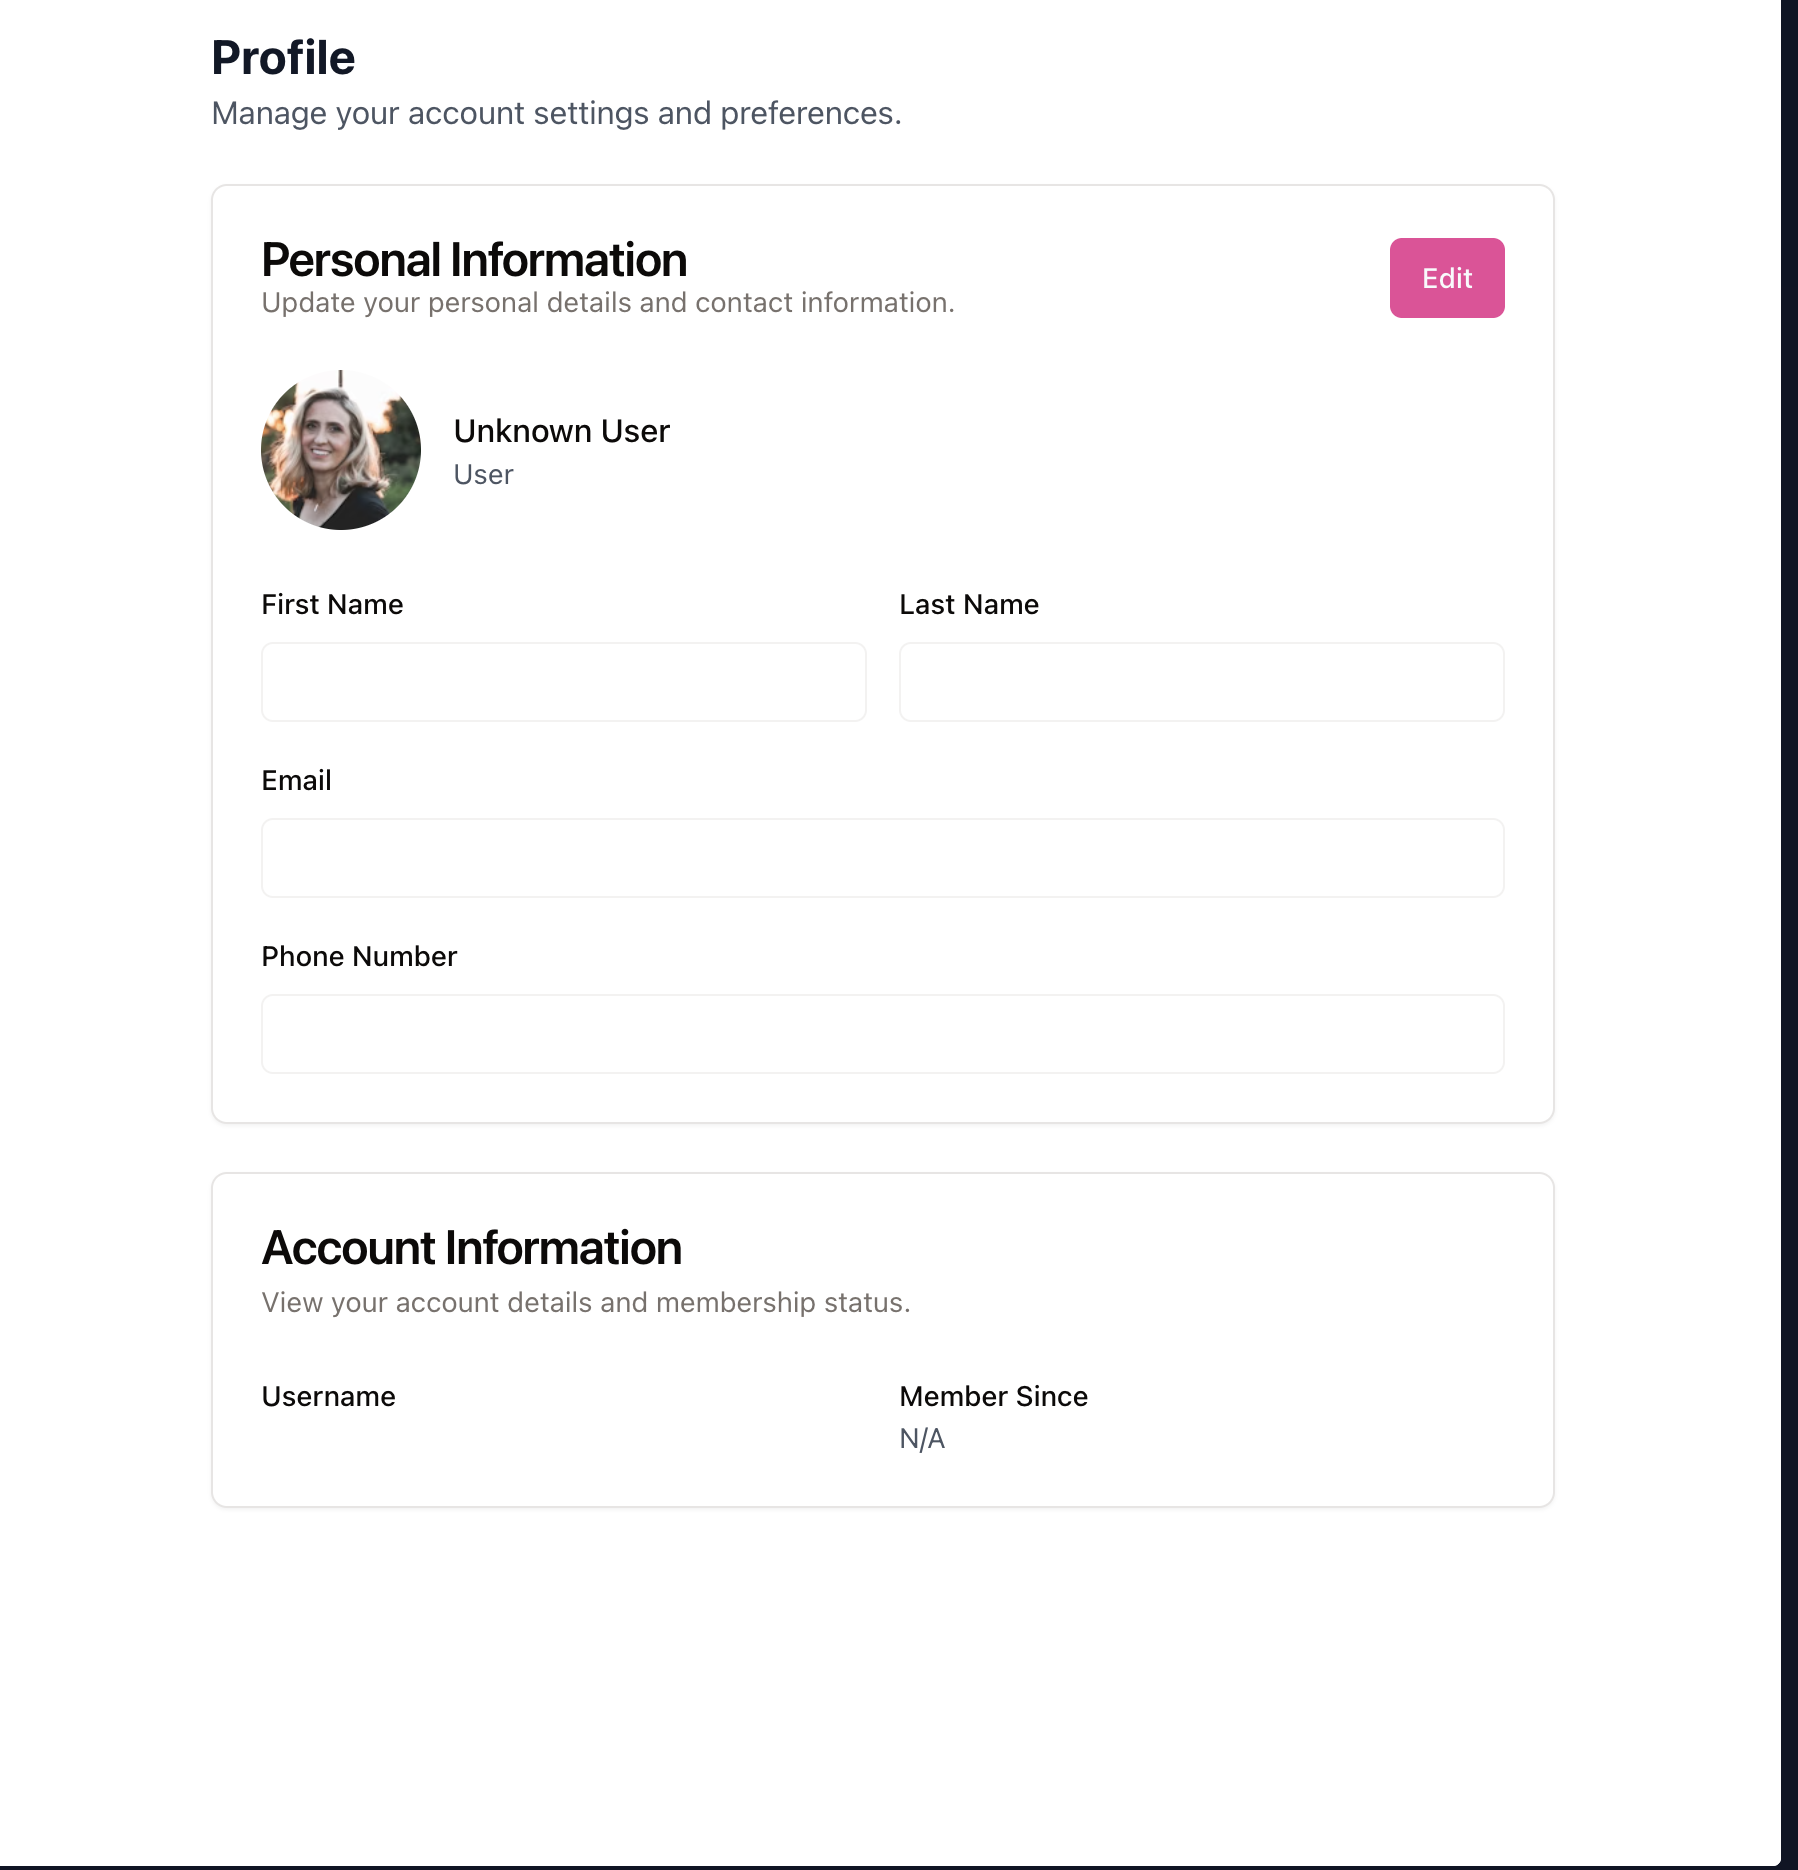 Profile
Manage your account settings and preferences.
Personal Information
Update your personal details and contact information.
Edit
Unknown User
User
First Name
Last Name
Email
Phone Number
Account Information
View your account details and membership status.
Username
Member Since
N/A